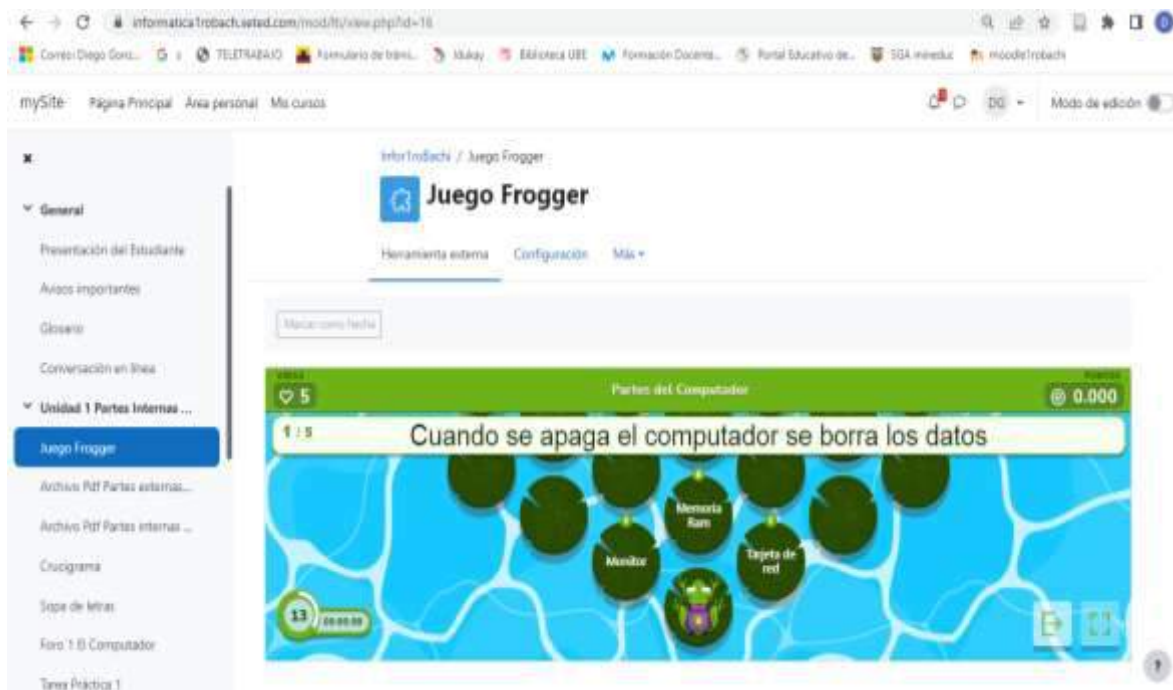 informatica1robach.seted.com/mod/lti/view.php?id=16
Correo: Diego Gonz... G TELETRABAJO Formulario de trámi... Idukay Biblioteca UBE Formación Docente... Portal Educativo de... SGA mineduc moodle1robachi
mySite Página Principal Área personal Mis cursos DG Modo de edición
Infor1roBachi / Juego Frogger
Juego Frogger
Herramienta externa Configuración Más
Marcar como hecha
General
Presentación del Estudiante
Avisos importantes
Glosario
Conversación en línea
Unidad 1 Partes Internas ...
Juego Frogger
Archivo Pdf Partes externas...
Archivo Pdf Partes internas ...
Crucigrama
Sopa de letras
Foro 1 El Computador
Tarea Práctica 1
5 Partes del Computador 0.000
1 / 5 Cuando se apaga el computador se borra los datos
Memoria Ram
Monitor
Tarjeta de red
13 00:00:00
?